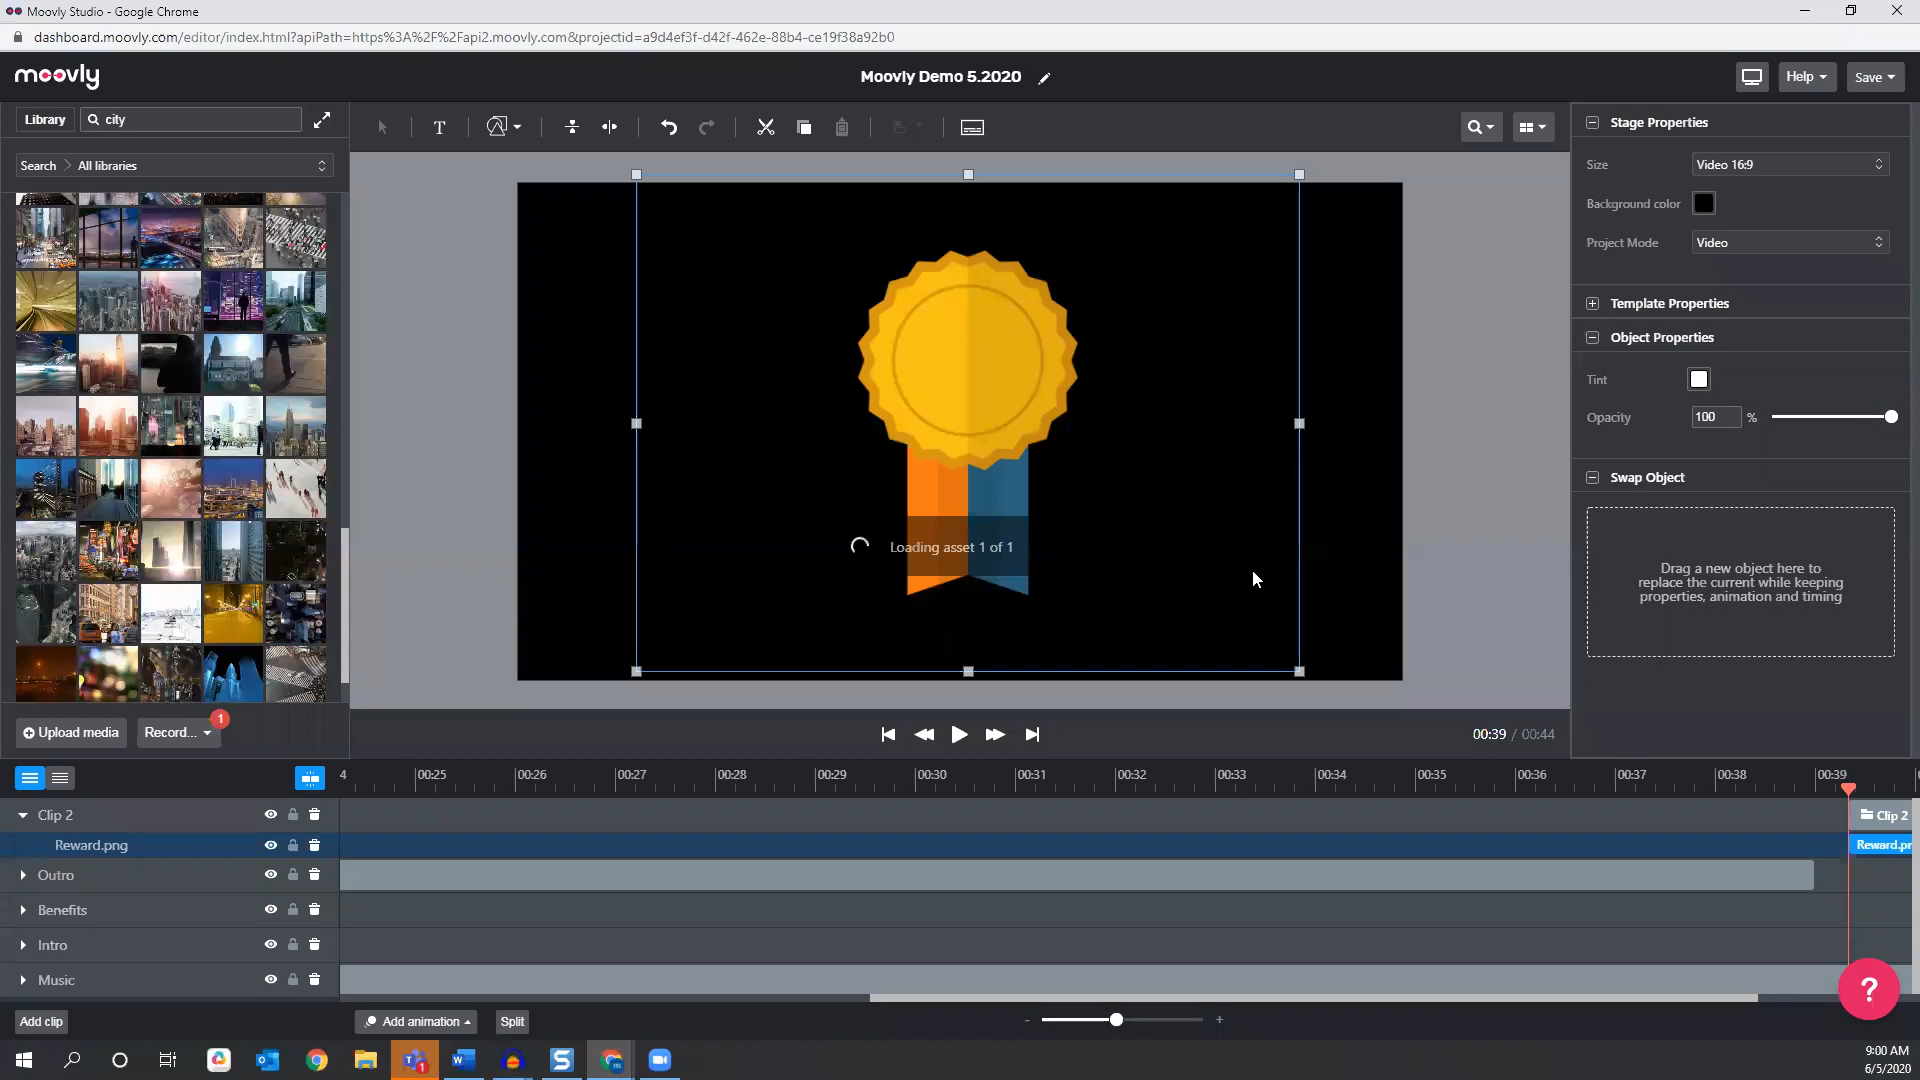 Moovly Studio - Google Chrome
dashboard.moovly.com/editor/index.html?apiPath=https%3A%2F%2Fapi2.moovly.com&projectid=a9d4ef3f-d42f-462e-88b4-ce19f38a92b0
moovly
Moovly Demo 5.2020
Help
Save
Library
city
T
Stage Properties
Search
All libraries
Size
Video 16:9
Background color
Project Mode
Video
Template Properties
Object Properties
Tint
Opacity
100
%
Swap Object
Loading asset 1 of 1
Drag a new object here to
replace the current while keeping
properties, animation and timing
Upload media
Record...
1
00:39 / 00:44
4
00:25
00:26
00:27
00:28
00:29
00:30
00:31
00:32
00:33
00:34
00:35
00:36
00:37
00:38
00:39
Clip 2
Clip 2
Reward.png
Reward.pr
Outro
Benefits
Intro
Music
?
Add clip
Add animation
Split
-
+
9:00 AM
6/5/2020